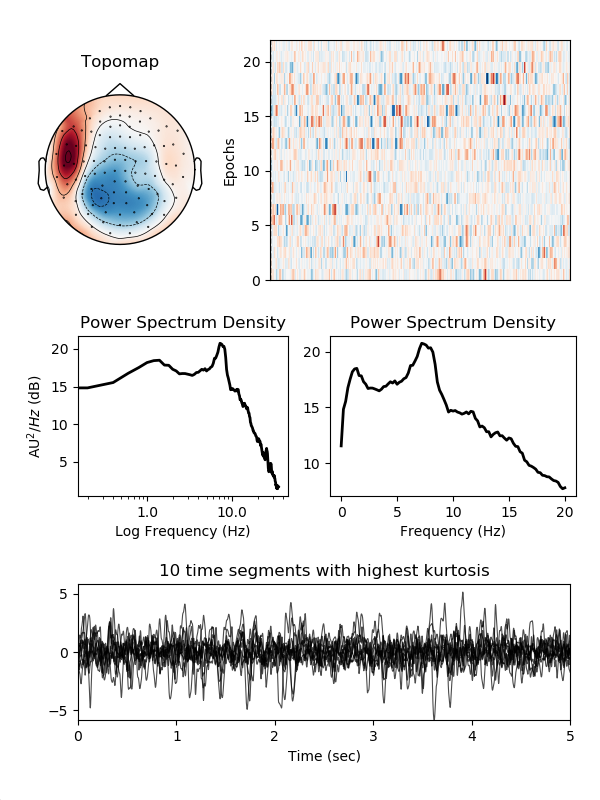 Topomap
Epochs
20
15
10
5
0
Power Spectrum Density
AU²/Hz (dB)
20
15
10
5
1.0 10.0
Log Frequency (Hz)
Power Spectrum Density
20
15
10
0 5 10 15 20
Frequency (Hz)
10 time segments with highest kurtosis
5
0
−5
0 1 2 3 4 5
Time (sec)